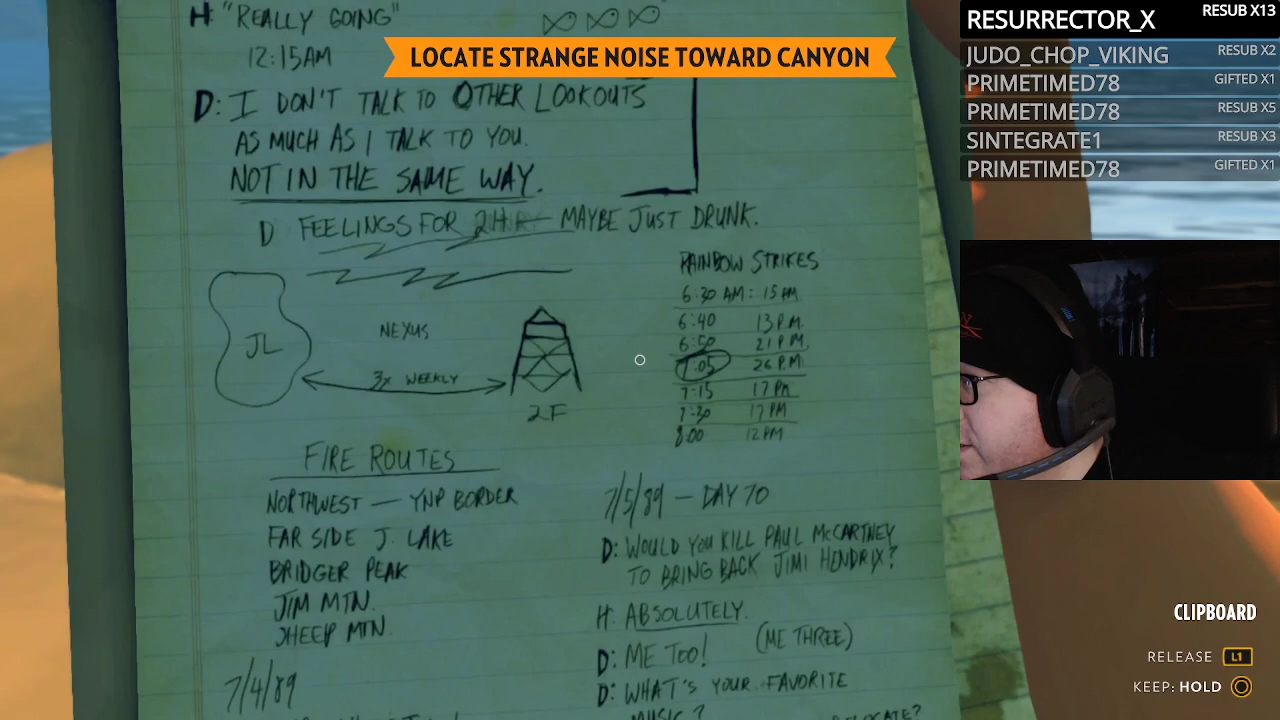 H: "REALLY GOING"
12:15AM
LOCATE STRANGE NOISE TOWARD CANYON
D: I DON'T TALK TO OTHER LOOKOUTS
AS MUCH AS I TALK TO YOU.
NOT IN THE SAME WAY.
D FEELINGS FOR 2H MAYBE JUST DRUNK.
JL
NEXUS
3X WEEKLY
2F
RAINBOW STRIKES
6:30 AM: 15 PM
6:40 13 P.M.
6:50 21 P.M.
7:05 26 P.M.
7:15 17 PM
7:30 17 PM
8:00 12 PM
FIRE ROUTES
NORTHWEST — YNP BORDER
FAR SIDE J. LAKE
BRIDGER PEAK
JIM MTN.
SHEEP MTN.
7/4/89
7/5/89 — DAY 70
D: WOULD YOU KILL PAUL McCARTNEY
TO BRING BACK JIMI HENDRIX?
H: ABSOLUTELY.
D: ME TOO! (ME THREE)
D: WHAT'S YOUR FAVORITE
MUSIC?
RESURRECTOR_X RESUB X13
JUDO_CHOP_VIKING RESUB X2
PRIMETIMED78 GIFTED X1
PRIMETIMED78 RESUB X5
SINTEGRATE1 RESUB X3
PRIMETIMED78 GIFTED X1
CLIPBOARD
RELEASE L1
KEEP: HOLD